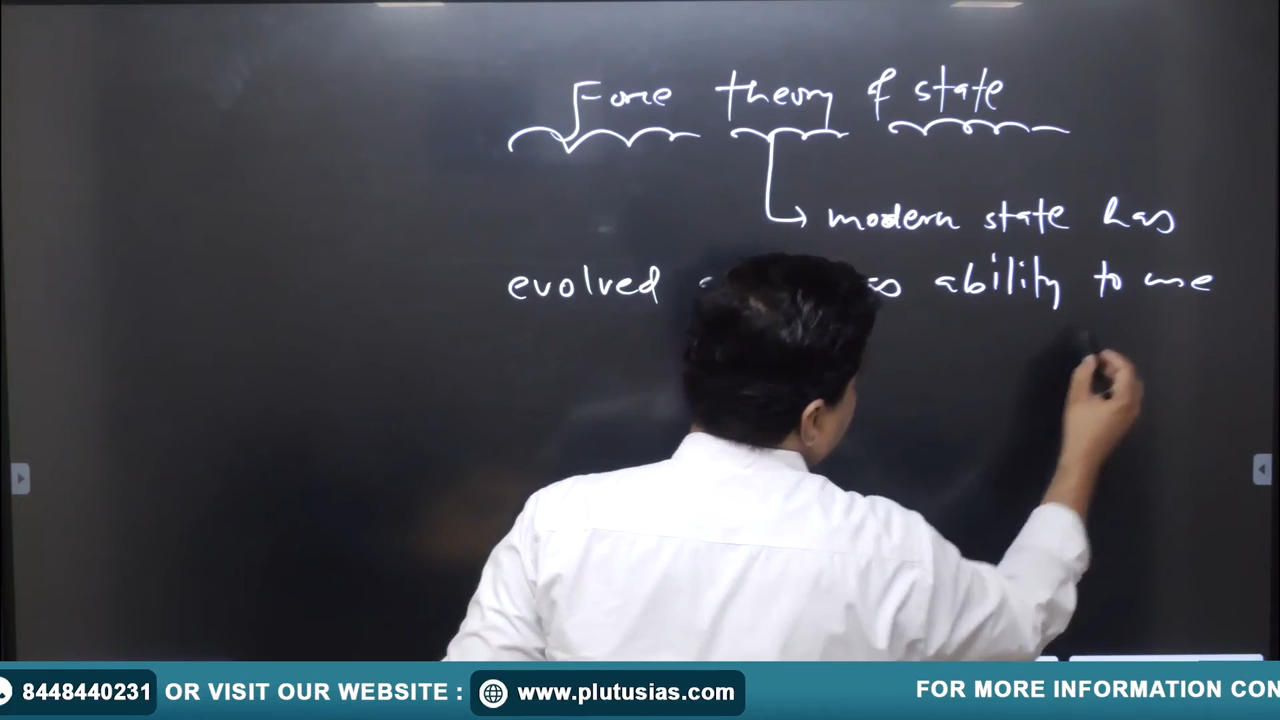 Force theory of state
modern state has
evolved as ability to use
8448440231 OR VISIT OUR WEBSITE : www.plutusias.com FOR MORE INFORMATION CON